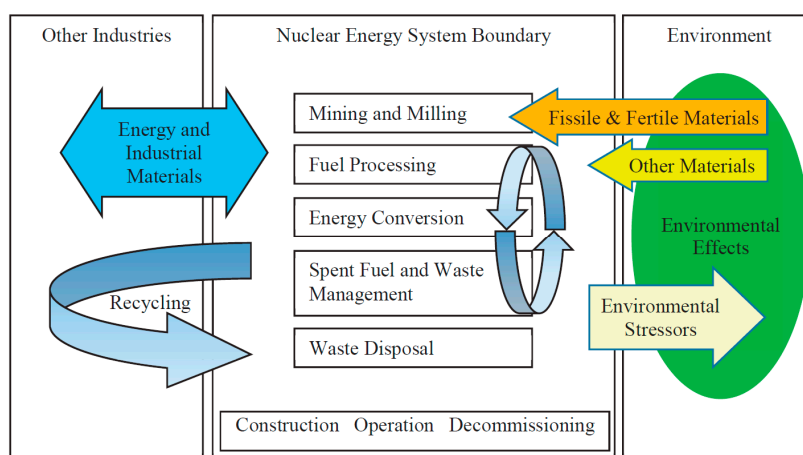 Other Industries
Nuclear Energy System Boundary
Environment
Energy and
Industrial
Materials
Recycling
Mining and Milling
Fuel Processing
Energy Conversion
Spent Fuel and Waste
Management
Waste Disposal
Construction Operation Decommissioning
Fissile & Fertile Materials
Other Materials
Environmental
Effects
Environmental
Stressors